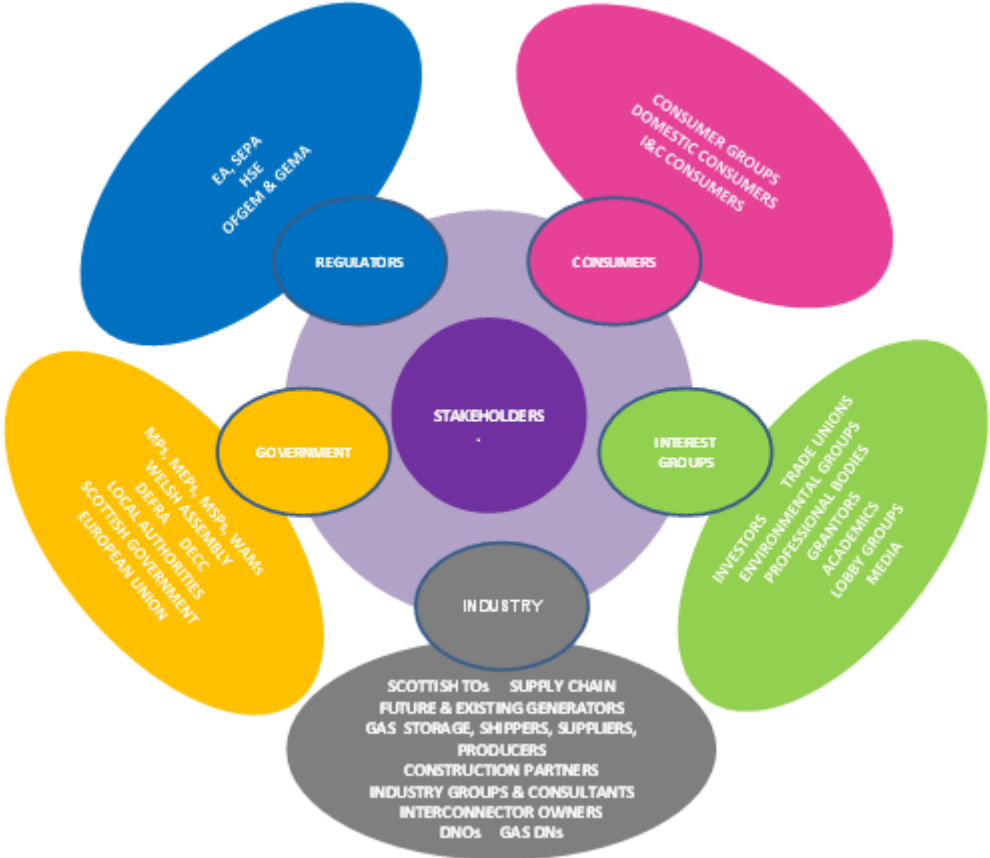 EA, SEPA
HSE
OFGEM & GEMA
REGULATORS
CONSUMER GROUPS
DOMESTIC CONSUMERS
I&C CONSUMERS
CONSUMERS
STAKEHOLDERS
.
GOVERNMENT
MPs, MEPs, MSPs, WAMs
WELSH ASSEMBLY
DEFRA DECC
LOCAL AUTHORITIES
SCOTTISH GOVERNMENT
EUROPEAN UNION
INTEREST
GROUPS
INVESTORS TRADE UNIONS
ENVIRONMENTAL GROUPS
PROFESSIONAL BODIES
GRANTORS
ACADEMICS
LOBBY GROUPS
MEDIA
INDUSTRY
SCOTTISH TOs SUPPLY CHAIN
FUTURE & EXISTING GENERATORS
GAS STORAGE, SHIPPERS, SUPPLIERS,
PRODUCERS
CONSTRUCTION PARTNERS
INDUSTRY GROUPS & CONSULTANTS
INTERCONNECTOR OWNERS
DNOs GAS DNs